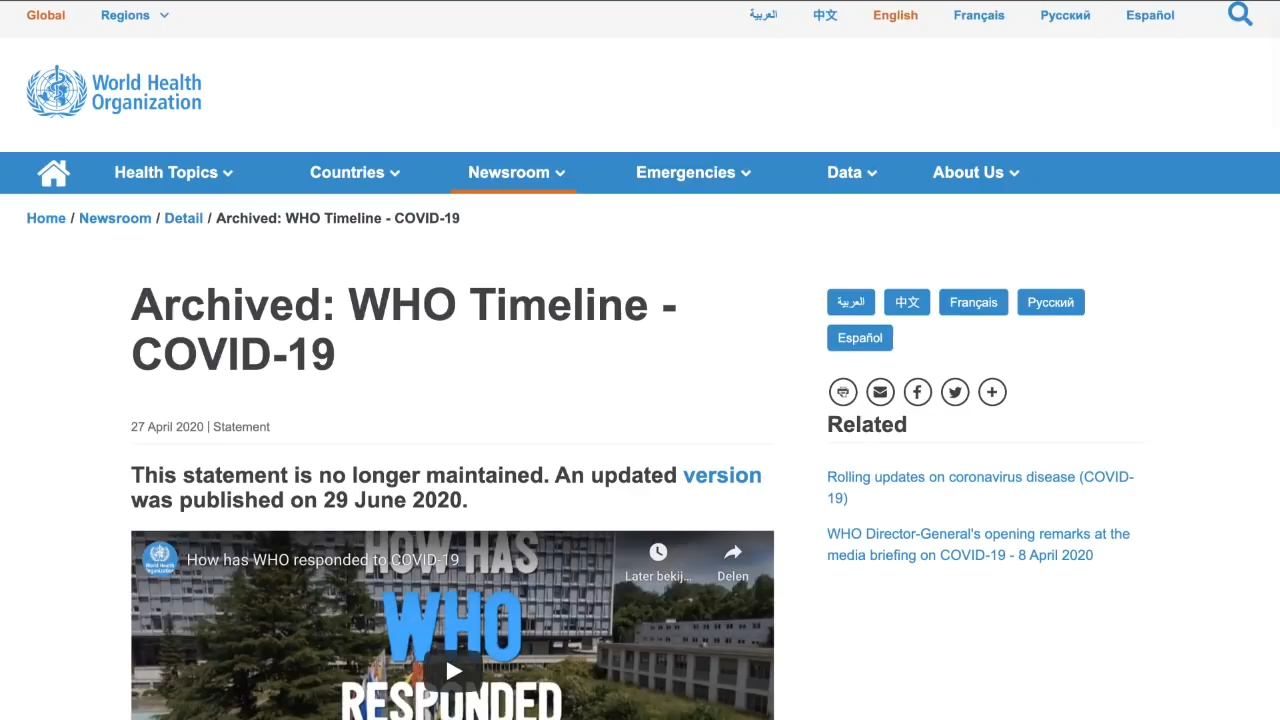 Global Regions العربية 中文 English Français Русский Español
World Health
Organization
Health Topics Countries Newsroom Emergencies Data About Us
Home / Newsroom / Detail / Archived: WHO Timeline - COVID-19
Archived: WHO Timeline -
COVID-19
27 April 2020 | Statement
This statement is no longer maintained. An updated version
was published on 29 June 2020.
How has WHO responded to COVID-19
Later bekij... Delen
HOW HAS
WHO
RESPONDED
العربية 中文 Français Русский
Español
Related
Rolling updates on coronavirus disease (COVID-
19)
WHO Director-General's opening remarks at the
media briefing on COVID-19 - 8 April 2020